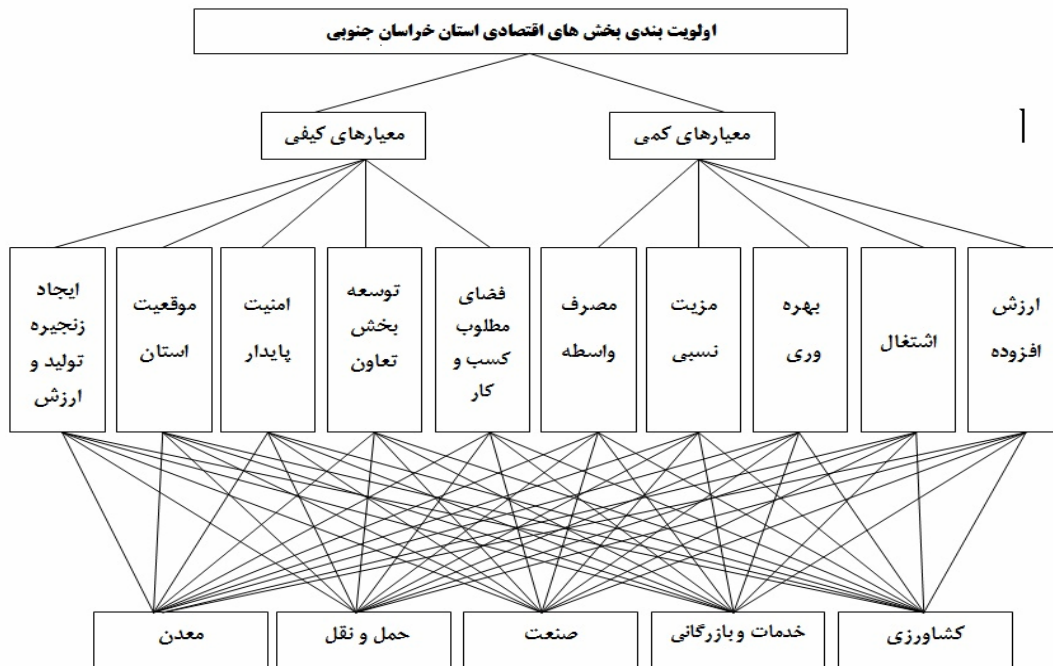 اولویت بندی بخش های اقتصادی استان خراسان جنوبی
معیارهای کمی
معیارهای کیفی
ارزش
افزوده
اشتغال
بهره
وری
مزیت
نسبی
مصرف
واسطه
فضای
مطلوب
کسب و
کار
توسعه
بخش
تعاون
امنیت
پایدار
موقعیت
استان
ایجاد
زنجیره
تولید و
ارزش
کشاورزی
خدمات و بازرگانی
صنعت
حمل و نقل
معدن